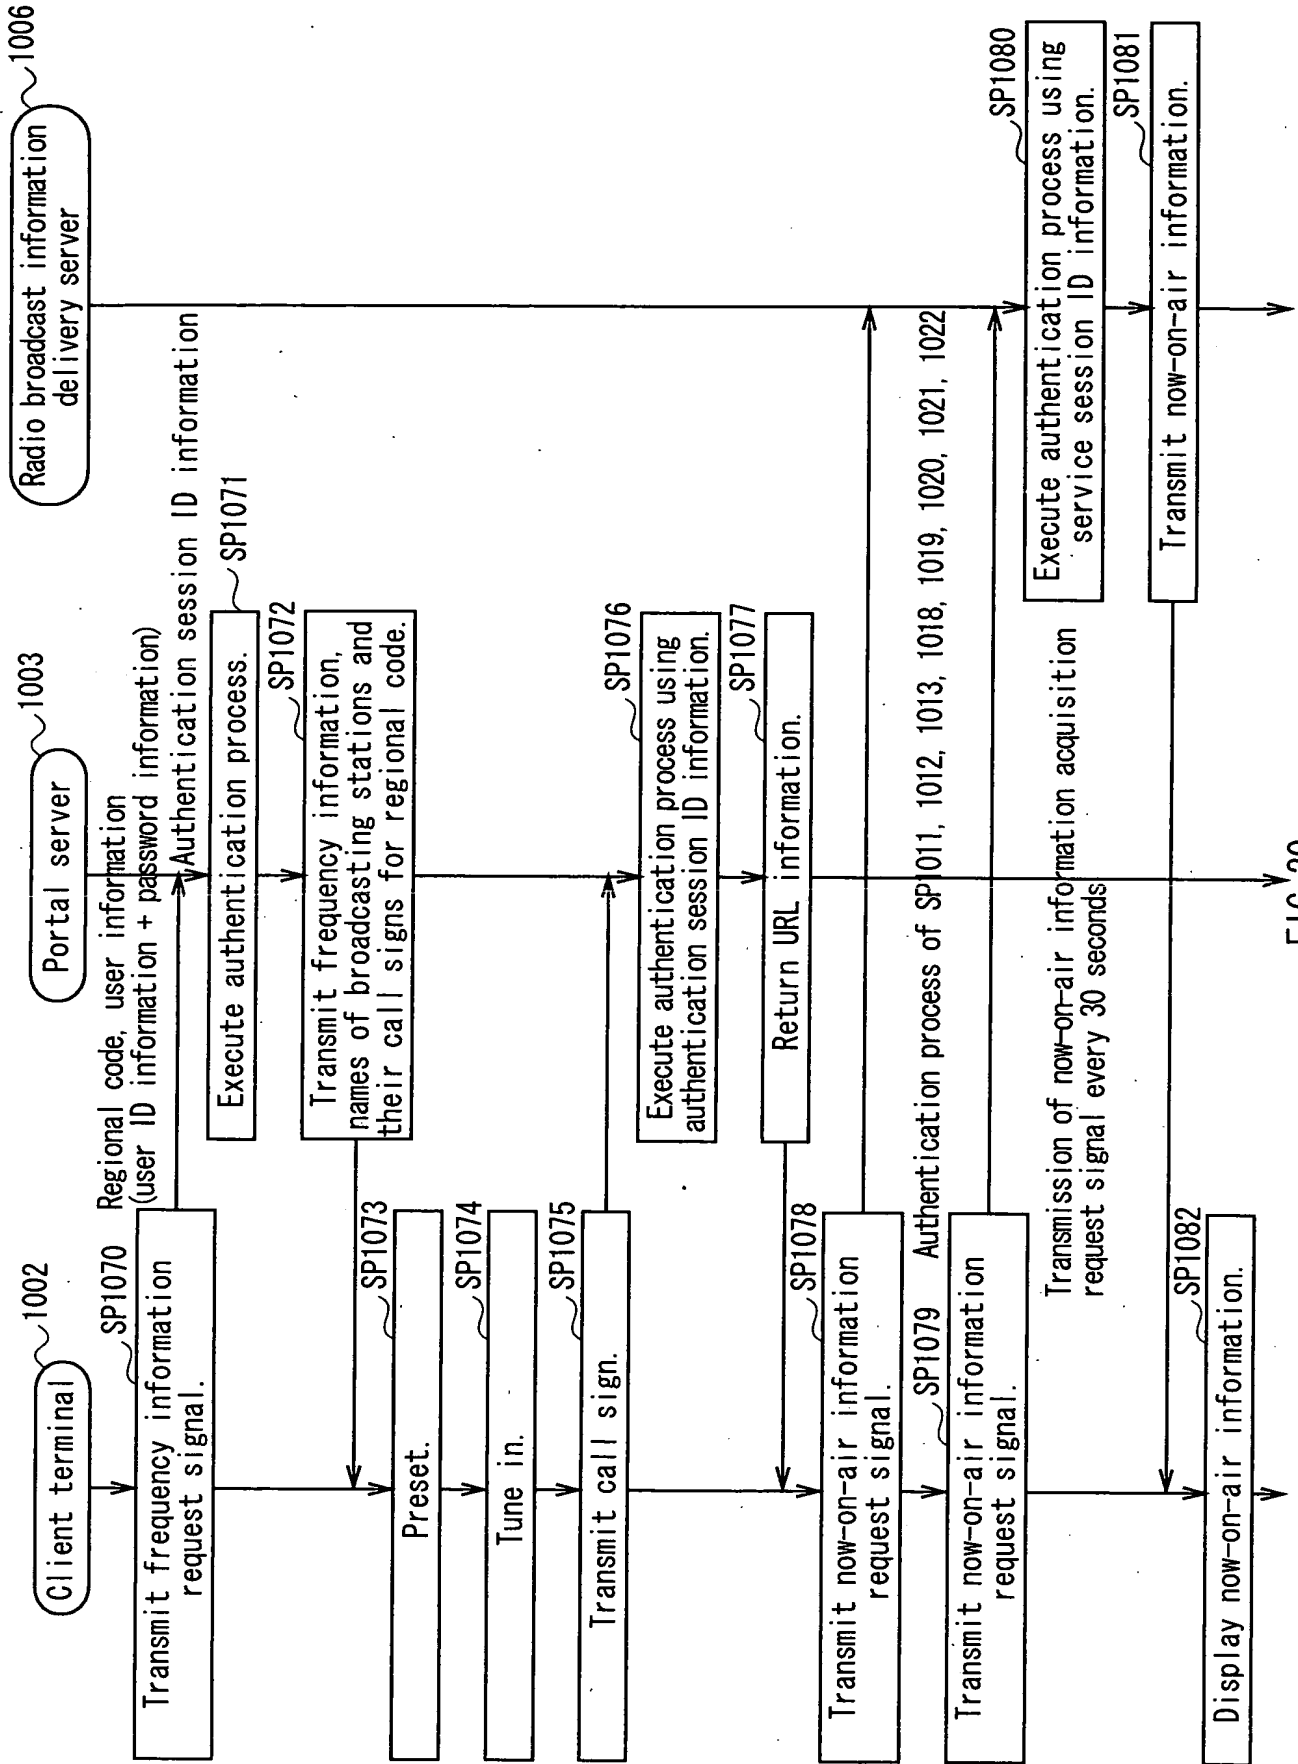 Client terminal
1002
Portal server
1003
Radio broadcast information
delivery server
1006
SP1070
Transmit frequency information
request signal.
Regional code, user information
(user ID information + password information)
Authentication session ID information
Execute authentication process.
SP1071
SP1072
Transmit frequency information,
names of broadcasting stations and
their call signs for regional code.
SP1073
Preset.
SP1074
Tune in.
SP1075
Transmit call sign.
SP1076
Execute authentication process using
authentication session ID information.
SP1077
Return URL information.
SP1078
Transmit now-on-air information
request signal.
Authentication process of SP1011, 1012, 1013, 1018, 1019, 1020, 1021, 1022
SP1079
Transmit now-on-air information
request signal.
Transmission of now-on-air information acquisition
request signal every 30 seconds
SP1080
Execute authentication process using
service session ID information.
SP1081
Transmit now-on-air information.
SP1082
Display now-on-air information.